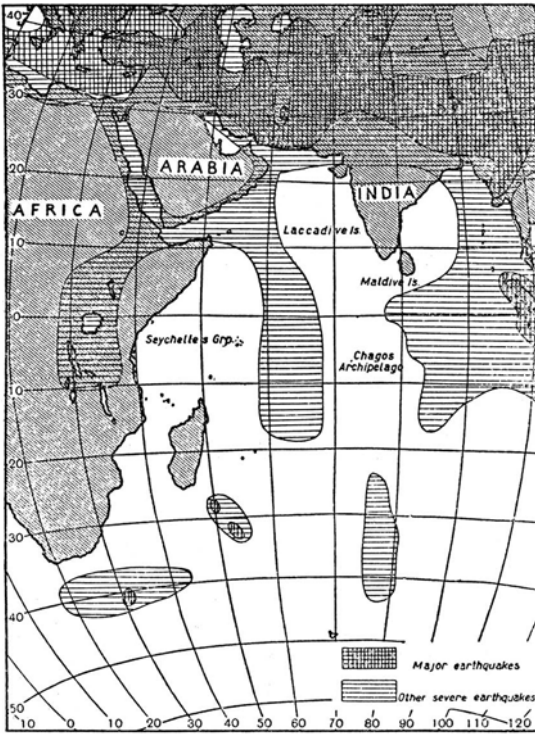 40
30
20
ARABIA
INDIA
AFRICA
Laccadive Is.
10
Maldive Is.
0
Seychelles Grp.
Chagos
Archipelago
10
20
30
40
Major earthquakes
Other severe earthquakes
50
10 0 10 20 30 40 50 60 70 80 90 100 110 120